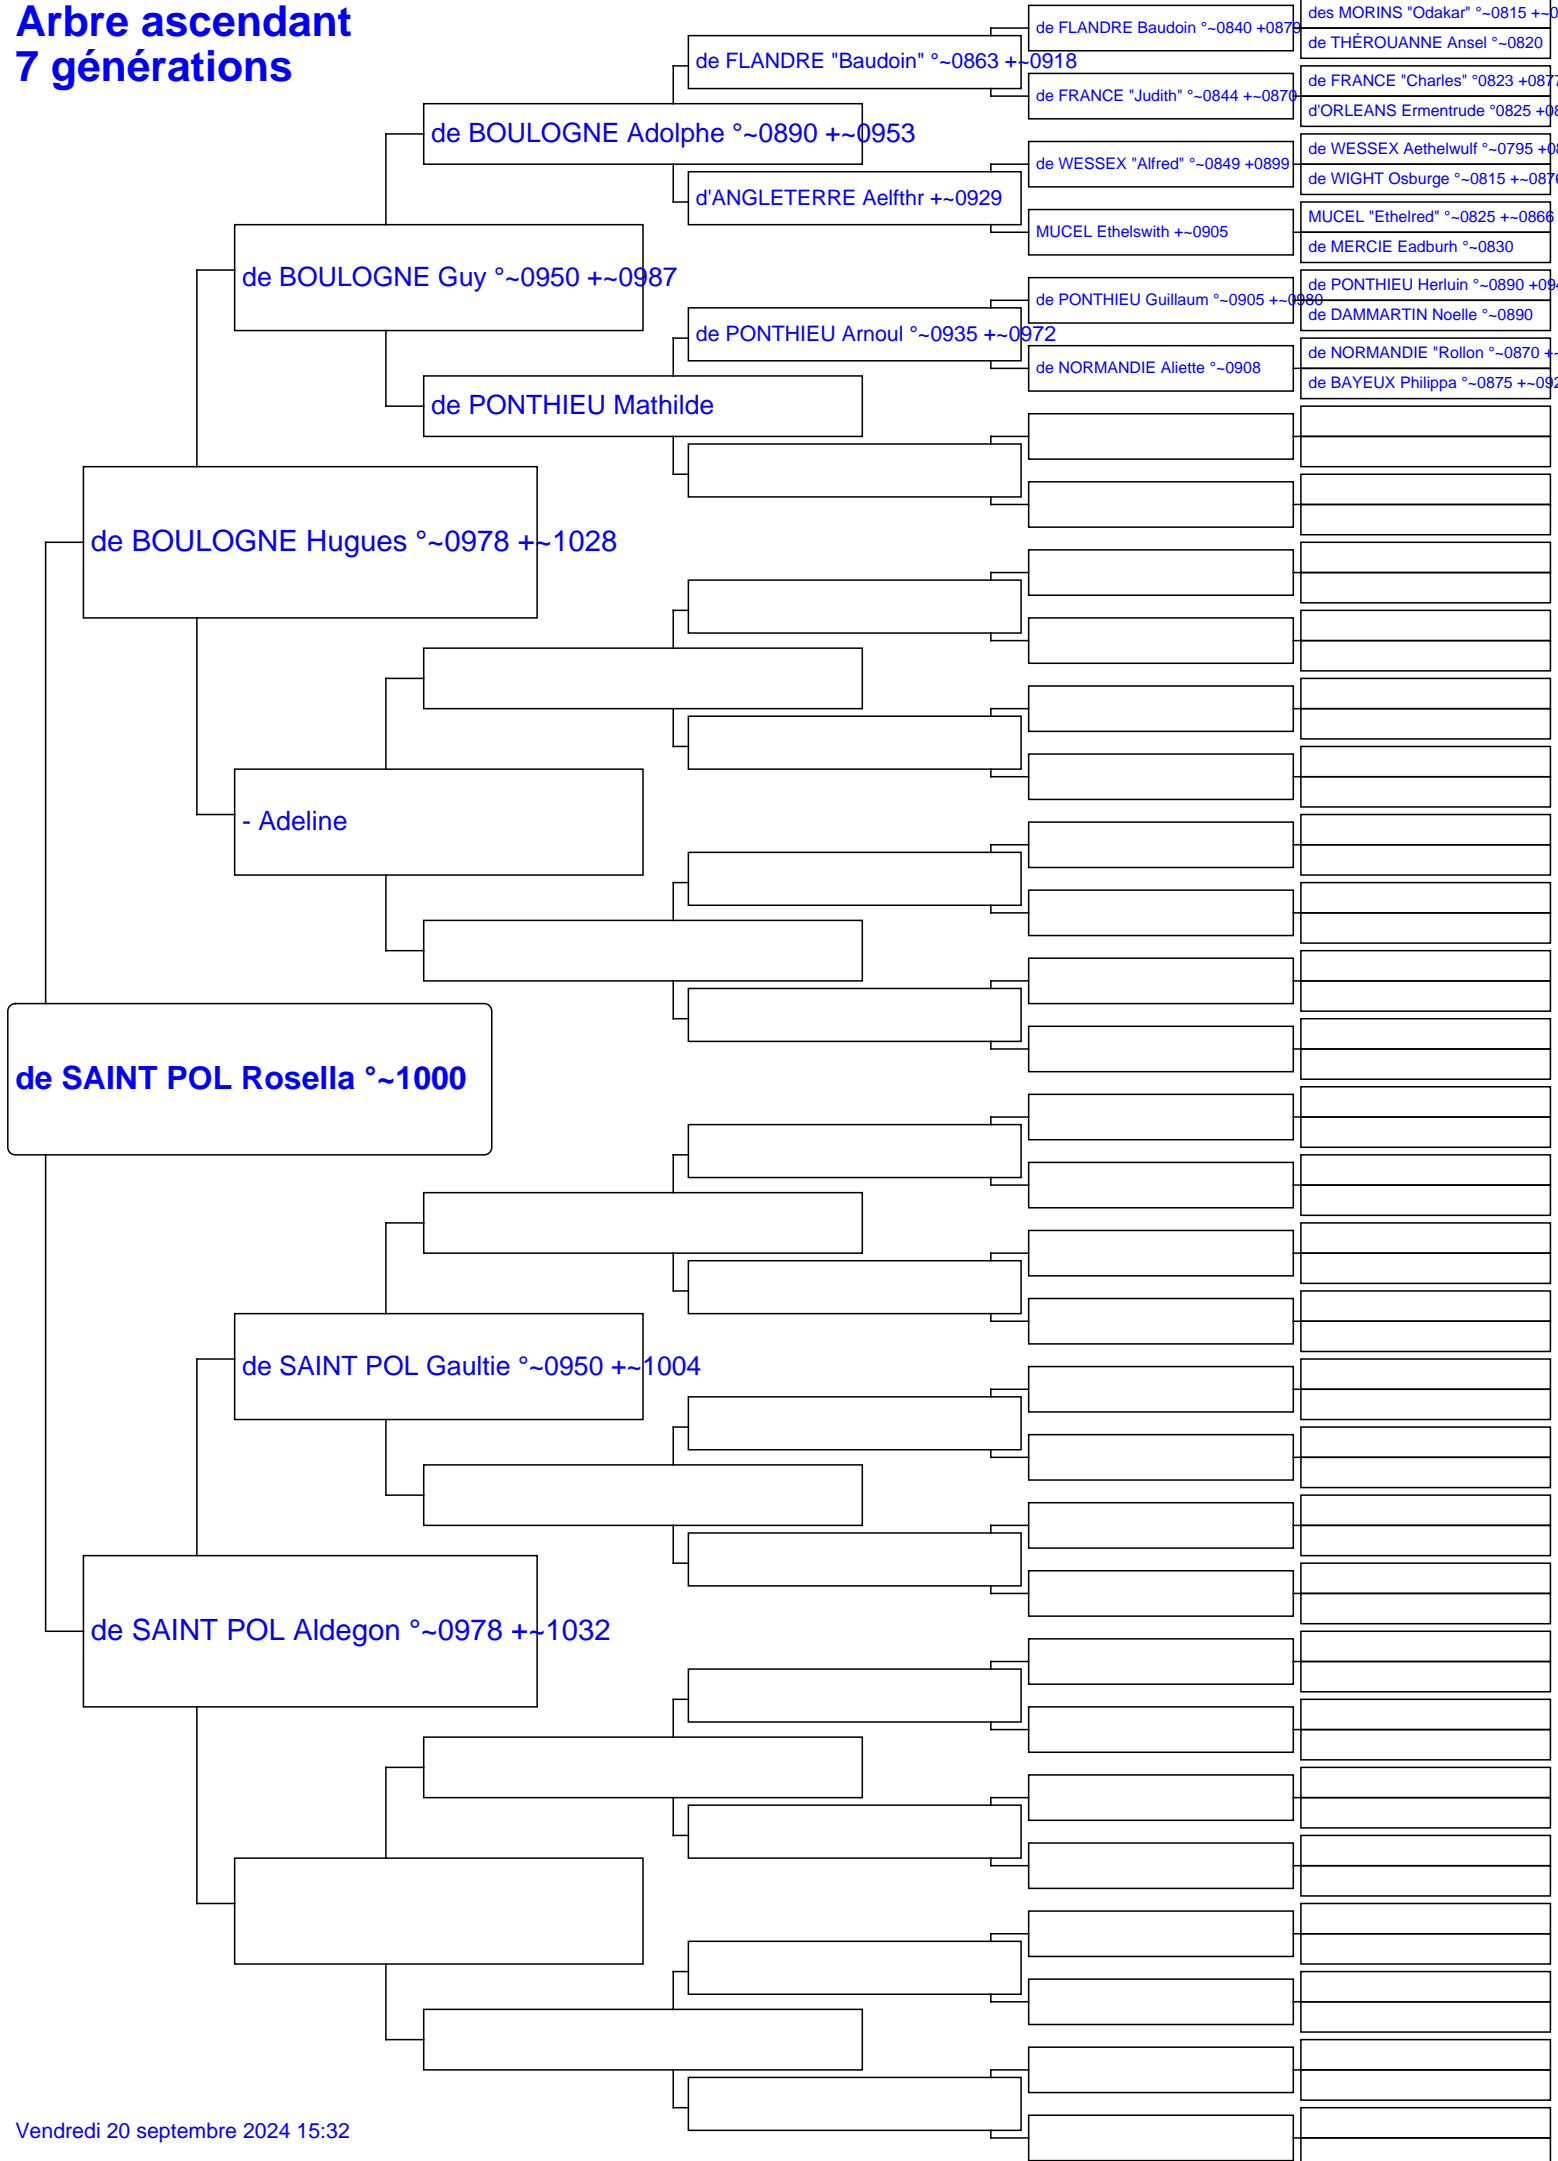 Arbre ascendant
7 générations
de SAINT POL Rosella °~1000
de BOULOGNE Hugues °~0978 +~1028
de SAINT POL Aldegon °~0978 +~1032
de BOULOGNE Guy °~0950 +~0987
- Adeline
de SAINT POL Gaultie °~0950 +~1004
de BOULOGNE Adolphe °~0890 +~0953
de PONTHIEU Mathilde
de FLANDRE "Baudoin" °~0863 +~0918
d'ANGLETERRE Aelfthr +~0929
de PONTHIEU Arnoul °~0935 +~0972
de FLANDRE Baudoin °~0840 +0879
de FRANCE "Judith" °~0844 +~0870
de WESSEX "Alfred" °~0849 +0899
MUCEL Ethelswith +~0905
de PONTHIEU Guillaum °~0905 +~0980
de NORMANDIE Aliette °~0908
des MORINS "Odakar" °~0815
de THÉROUANNE Ansel °~0820
de FRANCE "Charles" °0823 +0877
d'ORLEANS Ermentrude °0825
de WESSEX Aethelwulf °~0795
de WIGHT Osburge °~0815 +~0876
MUCEL "Ethelred" °~0825 +~0866
de MERCIE Eadburh °~0830
de PONTHIEU Herluin °~0890
de DAMMARTIN Noelle °~0890
de NORMANDIE "Rollon °~0870
de BAYEUX Philippa °~0875
Vendredi 20 septembre 2024 15:32